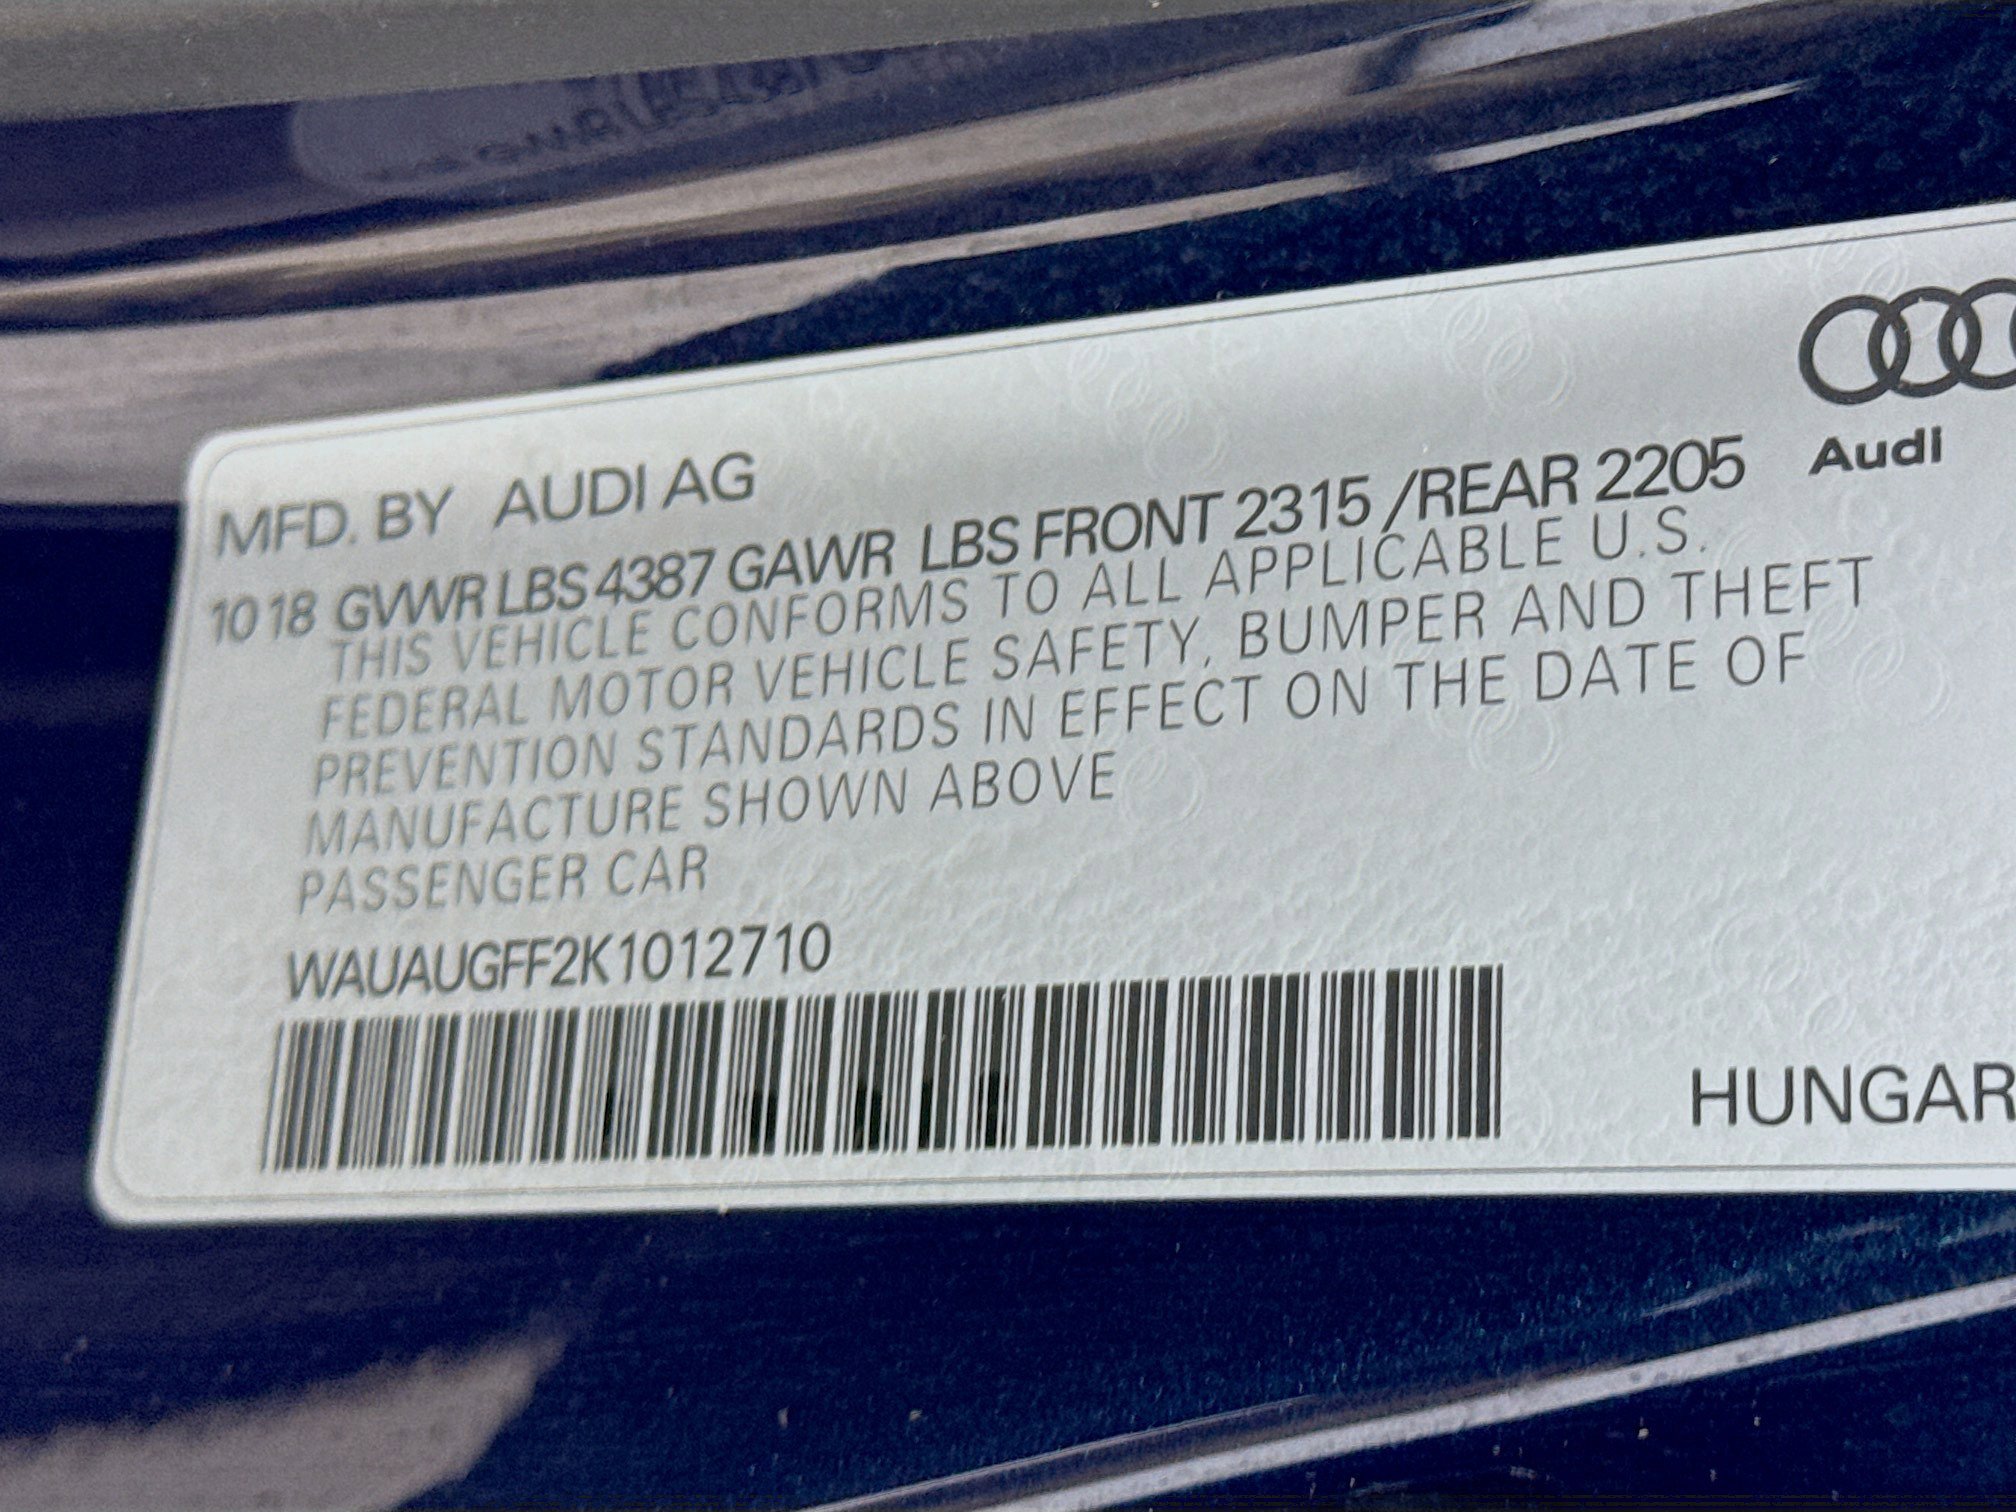 MFD. BY AUDI AG
Audi
10 18 GVWR LBS 4387 GAWR LBS FRONT 2315 /REAR 2205
THIS VEHICLE CONFORMS TO ALL APPLICABLE U.S.
FEDERAL MOTOR VEHICLE SAFETY, BUMPER AND THEFT
PREVENTION STANDARDS IN EFFECT ON THE DATE OF
MANUFACTURE SHOWN ABOVE
PASSENGER CAR
WAUAUGFF2K1012710
HUNGAR